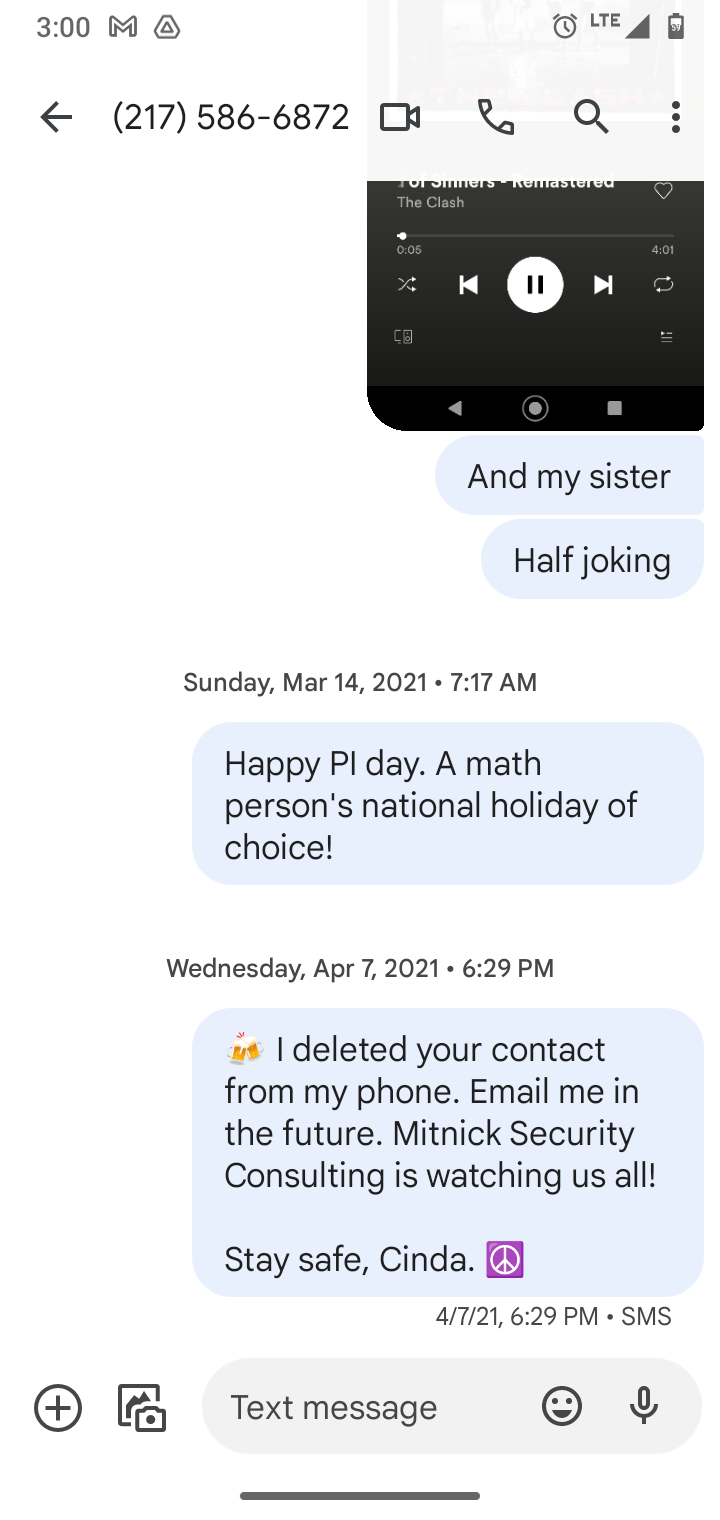 3:00
LTE
(217) 586-6872
of Sinners - Remastered
The Clash
0:05
4:01
And my sister
Half joking
Sunday, Mar 14, 2021 • 7:17 AM
Happy PI day. A math
person's national holiday of
choice!
Wednesday, Apr 7, 2021 • 6:29 PM
🍻 I deleted your contact
from my phone. Email me in
the future. Mitnick Security
Consulting is watching us all!
Stay safe, Cinda. ☮️
4/7/21, 6:29 PM • SMS
Text message